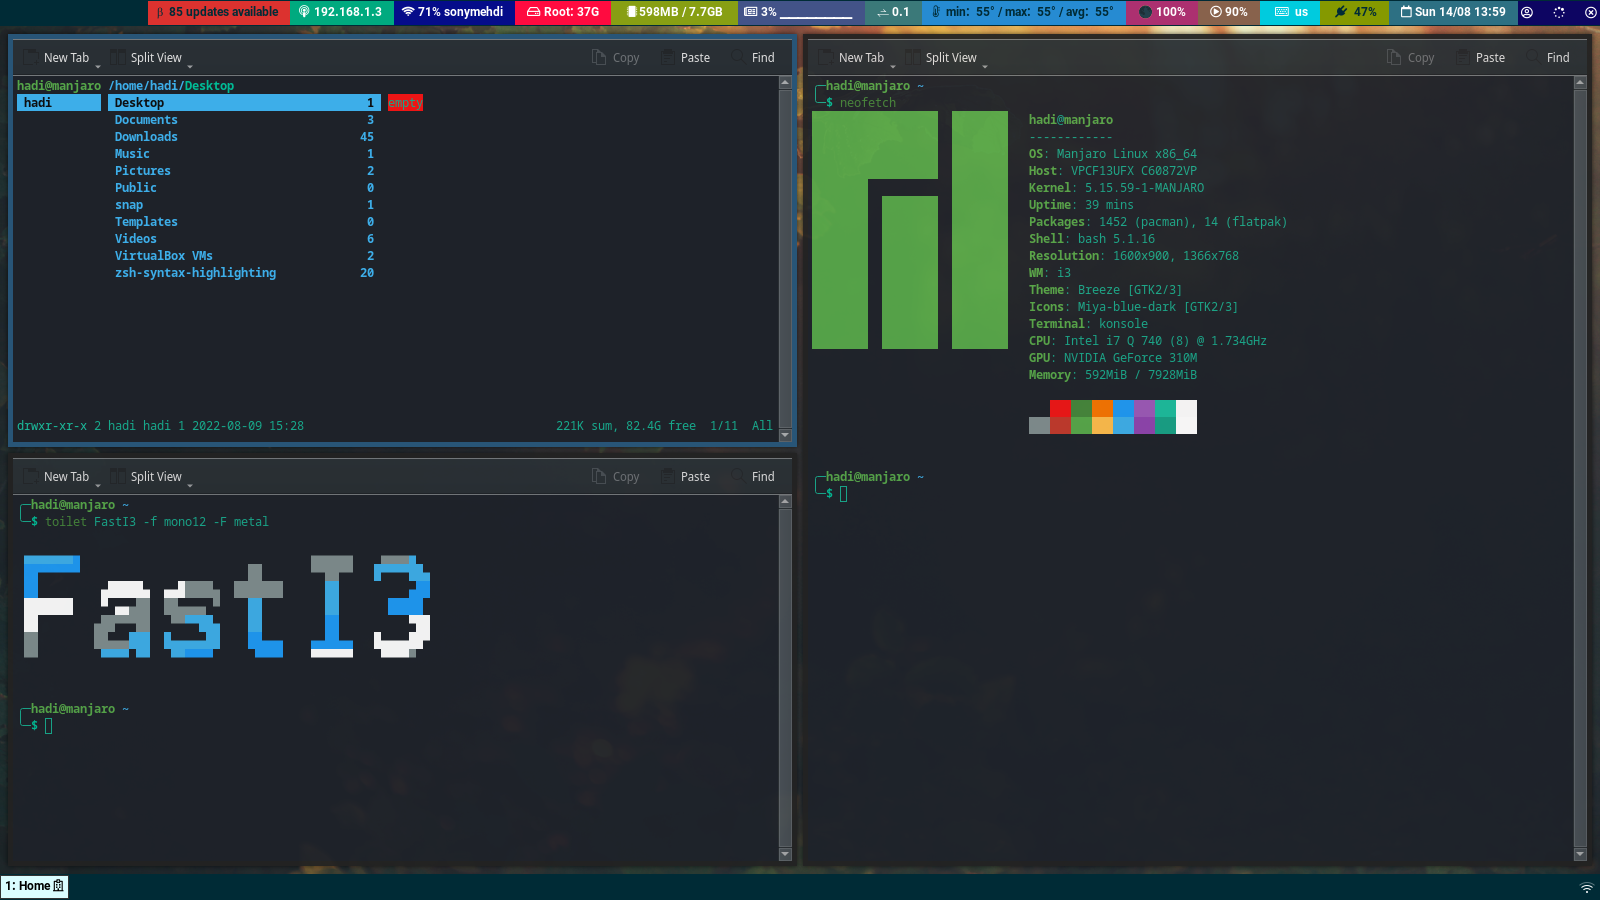 85 updates available 192.168.1.3 71% sonymehdi Root: 37G 598MB / 7.7GB 3% 0.1 min: 55° / max: 55° / avg: 55° 100% 90% us 47% Sun 14/08 13:59
New Tab Split View Copy Paste Find
hadi@manjaro /home/hadi/Desktop
hadi Desktop 1 empty
Documents 3
Downloads 45
Music 1
Pictures 2
Public 0
snap 1
Templates 0
Videos 6
VirtualBox VMs 2
zsh-syntax-highlighting 20
drwxr-xr-x 2 hadi hadi 1 2022-08-09 15:28 221K sum, 82.4G free 1/11 All
New Tab Split View Copy Paste Find
hadi@manjaro ~
$ toilet FastI3 -f mono12 -F metal
FastI3
hadi@manjaro ~
$
New Tab Split View Copy Paste Find
hadi@manjaro ~
$ neofetch
hadi@manjaro
------------
OS: Manjaro Linux x86_64
Host: VPCF13UFX C60872VP
Kernel: 5.15.59-1-MANJARO
Uptime: 39 mins
Packages: 1452 (pacman), 14 (flatpak)
Shell: bash 5.1.16
Resolution: 1600x900, 1366x768
WM: i3
Theme: Breeze [GTK2/3]
Icons: Miya-blue-dark [GTK2/3]
Terminal: konsole
CPU: Intel i7 Q 740 (8) @ 1.734GHz
GPU: NVIDIA GeForce 310M
Memory: 592MiB / 7928MiB
hadi@manjaro ~
$
1: Home